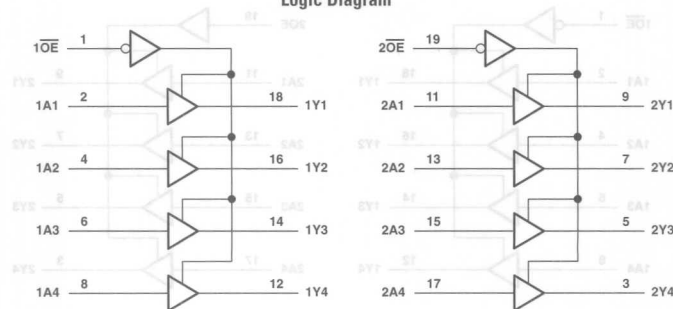 Logic Diagram
1OE 1
1A1 2 18 1Y1
1A2 4 16 1Y2
1A3 6 14 1Y3
1A4 8 12 1Y4
2OE 19
2A1 11 9 2Y1
2A2 13 7 2Y2
2A3 15 5 2Y3
2A4 17 3 2Y4